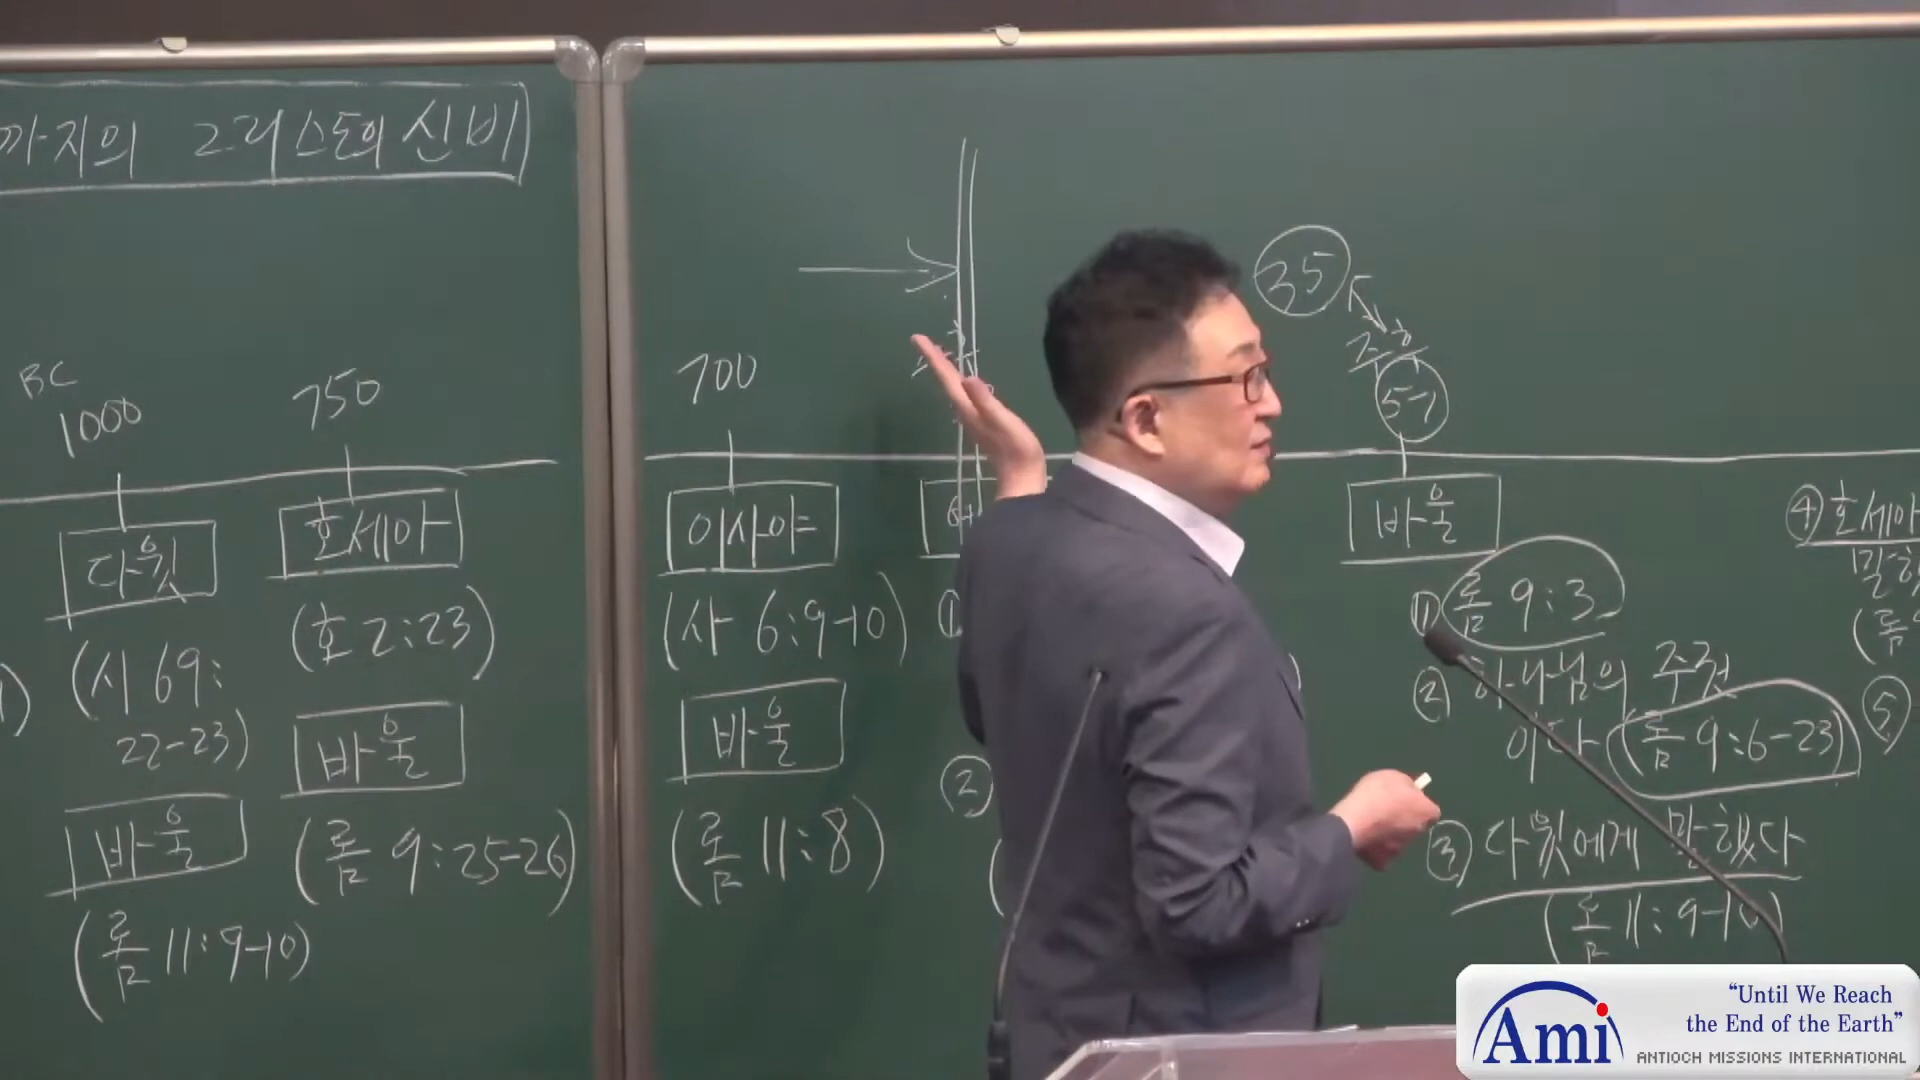 까지의 그리스도의 신비
BC
1000
다윗
(시 69:
22-23)
바울
(롬 11:9-10)
750
호세아
(호 2:23)
바울
(롬 9:25-26)
700
이사야
(사 6:9-10)
바울
(롬 11:8)
①
②
35
주후
57
바울
① 롬 9:3
② 하나님의 주권
이다 (롬 9:6-23)
③ 다윗에게 말했다
(롬 11:9-10)
④ 호세아
⑤
Ami
“Until We Reach
the End of the Earth”
ANTIOCH MISSIONS INTERNATIONAL